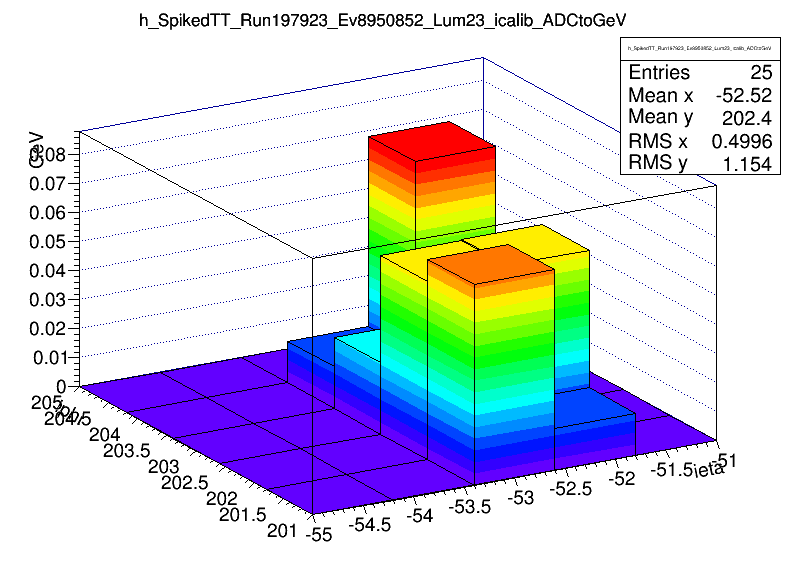 h_SpikedTT_Run197923_Ev8950852_Lum23_icalib_ADCtoGeV
h_SpikedTT_Run197923_Ev8950852_Lum23_icalib_ADCtoGeV
Entries 25
Mean x -52.52
Mean y 202.4
RMS x 0.4996
RMS y 1.154
GeV
0.08
0.07
0.06
0.05
0.04
0.03
0.02
0.01
0
205
204.5
204
203.5
203
202.5
202
201.5
201
iphi
-55
-54.5
-54
-53.5
-53
-52.5
-52
-51.5
-51
ieta